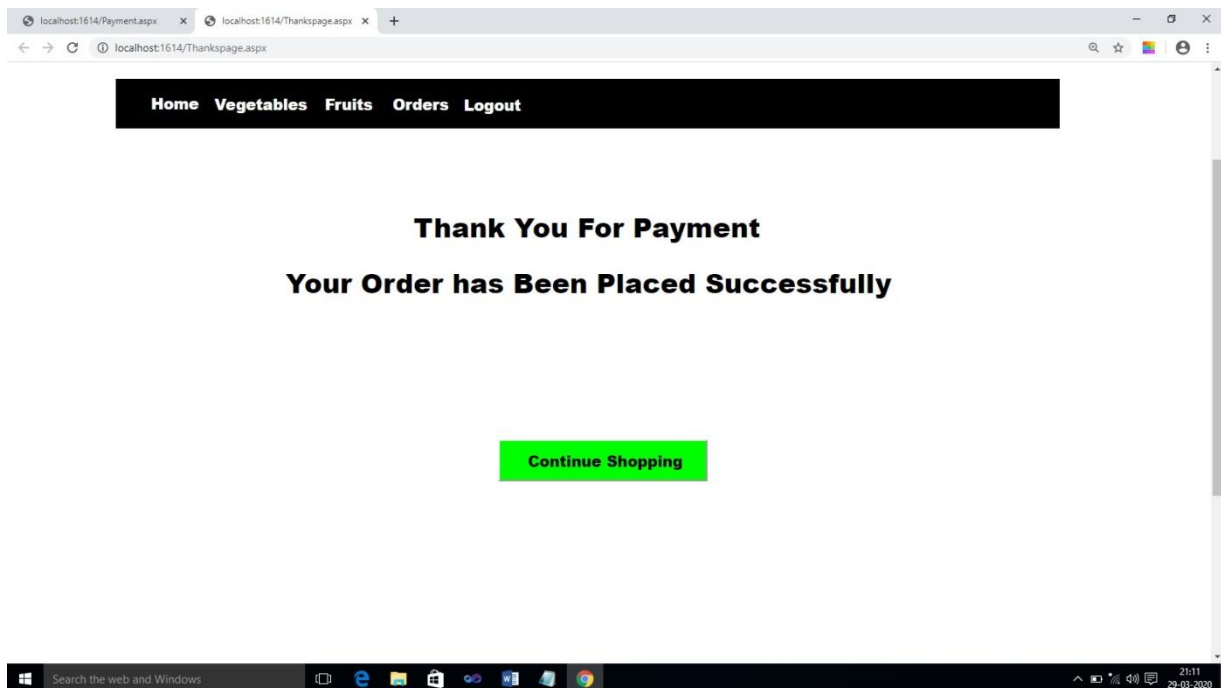 localhost:1614/Payment.aspx localhost:1614/Thankspage.aspx
localhost:1614/Thankspage.aspx
Home Vegetables Fruits Orders Logout
Thank You For Payment
Your Order has Been Placed Successfully
Continue Shopping
Search the web and Windows
21:11
29-03-2020